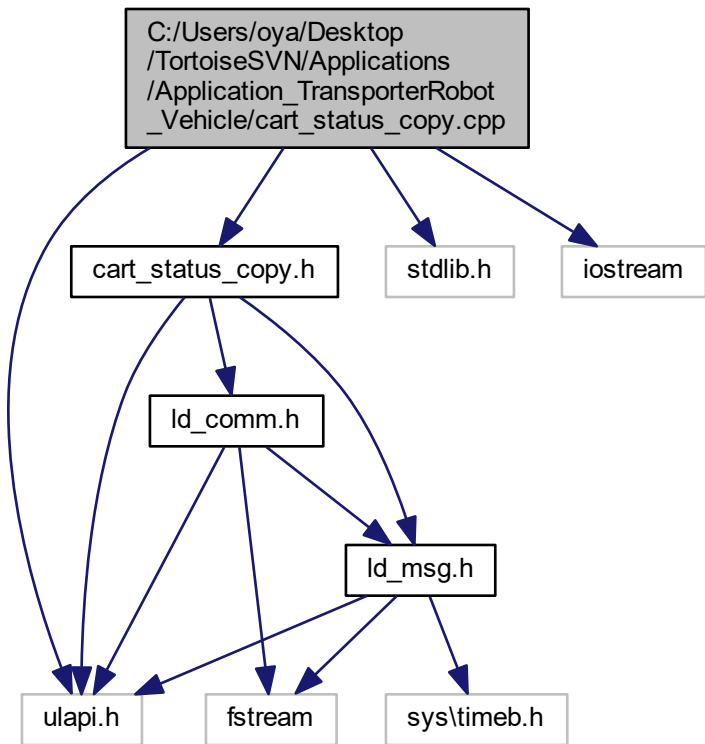 C:/Users/oya/Desktop
/TortoiseSVN/Applications
/Application_TransporterRobot
_Vehicle/cart_status_copy.cpp
cart_status_copy.h
stdlib.h
iostream
ld_comm.h
ld_msg.h
ulapi.h
fstream
sys\timeb.h